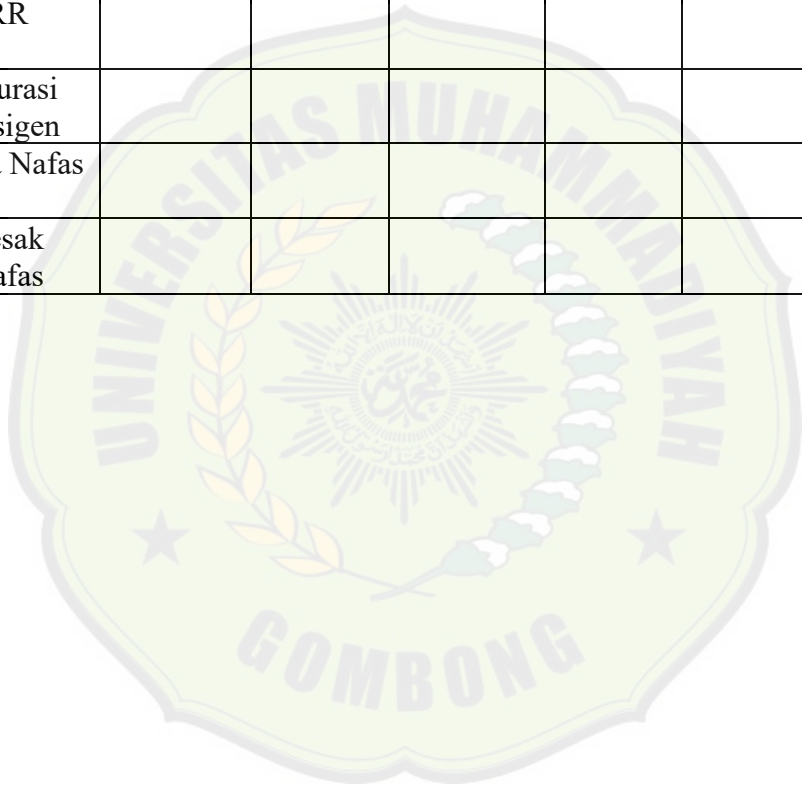 RR
urasi
sigen
a Nafas
esak
afas
UNIVERSITAS MUHAMMADIYAH
GOMBONG